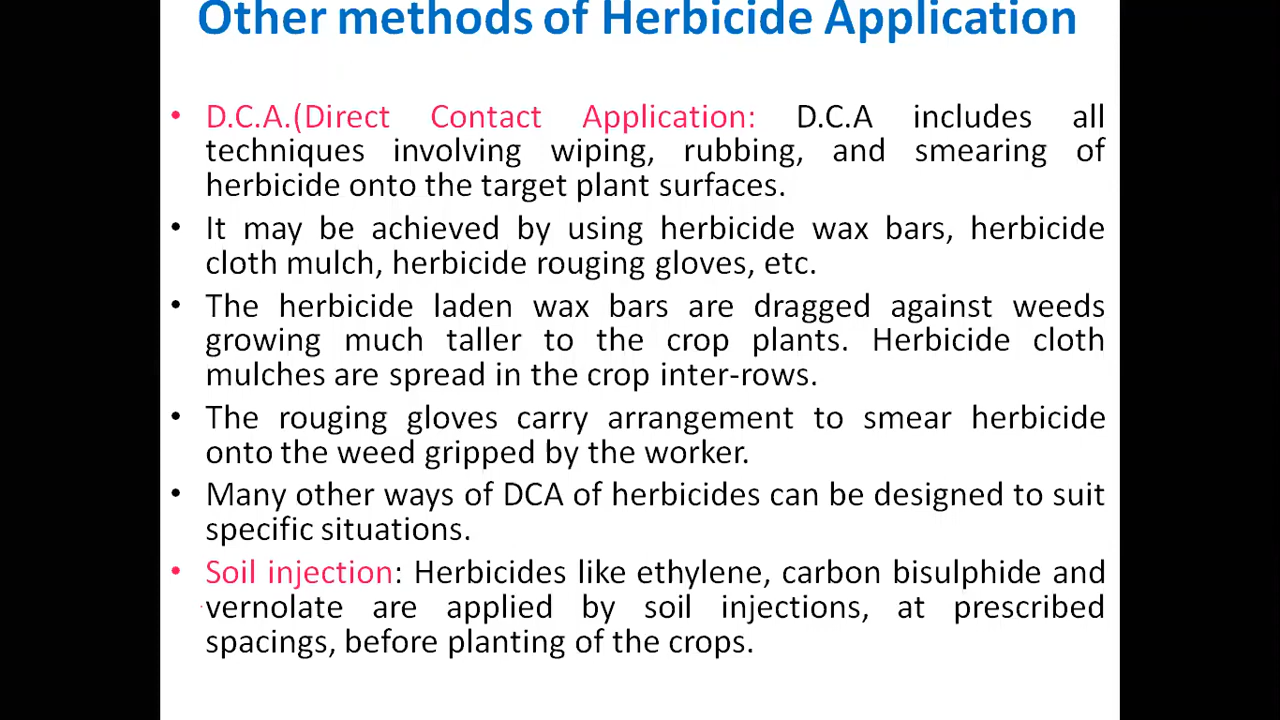 Other methods of Herbicide Application
• D.C.A.(Direct Contact Application: D.C.A includes all
techniques involving wiping, rubbing, and smearing of
herbicide onto the target plant surfaces.
• It may be achieved by using herbicide wax bars, herbicide
cloth mulch, herbicide rouging gloves, etc.
• The herbicide laden wax bars are dragged against weeds
growing much taller to the crop plants. Herbicide cloth
mulches are spread in the crop inter-rows.
• The rouging gloves carry arrangement to smear herbicide
onto the weed gripped by the worker.
• Many other ways of DCA of herbicides can be designed to suit
specific situations.
• Soil injection: Herbicides like ethylene, carbon bisulphide and
vernolate are applied by soil injections, at prescribed
spacings, before planting of the crops.